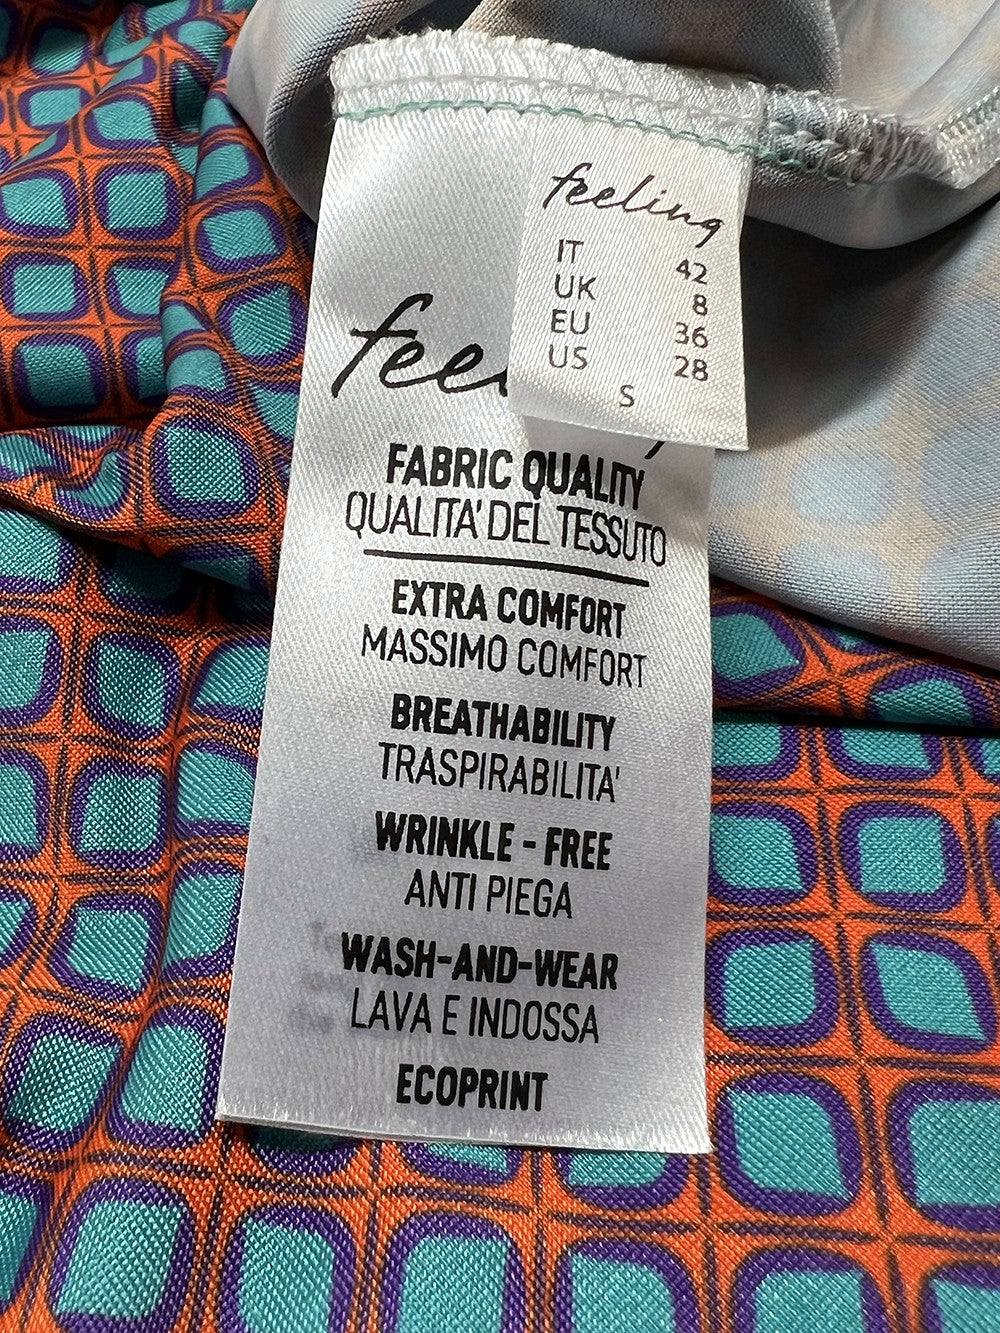 feeling
IT 42
UK 8
EU 36
US 28
S
FABRIC QUALITY
QUALITA' DEL TESSUTO
EXTRA COMFORT
MASSIMO COMFORT
BREATHABILITY
TRASPIRABILITA'
WRINKLE - FREE
ANTI PIEGA
WASH-AND-WEAR
LAVA E INDOSSA
ECOPRINT